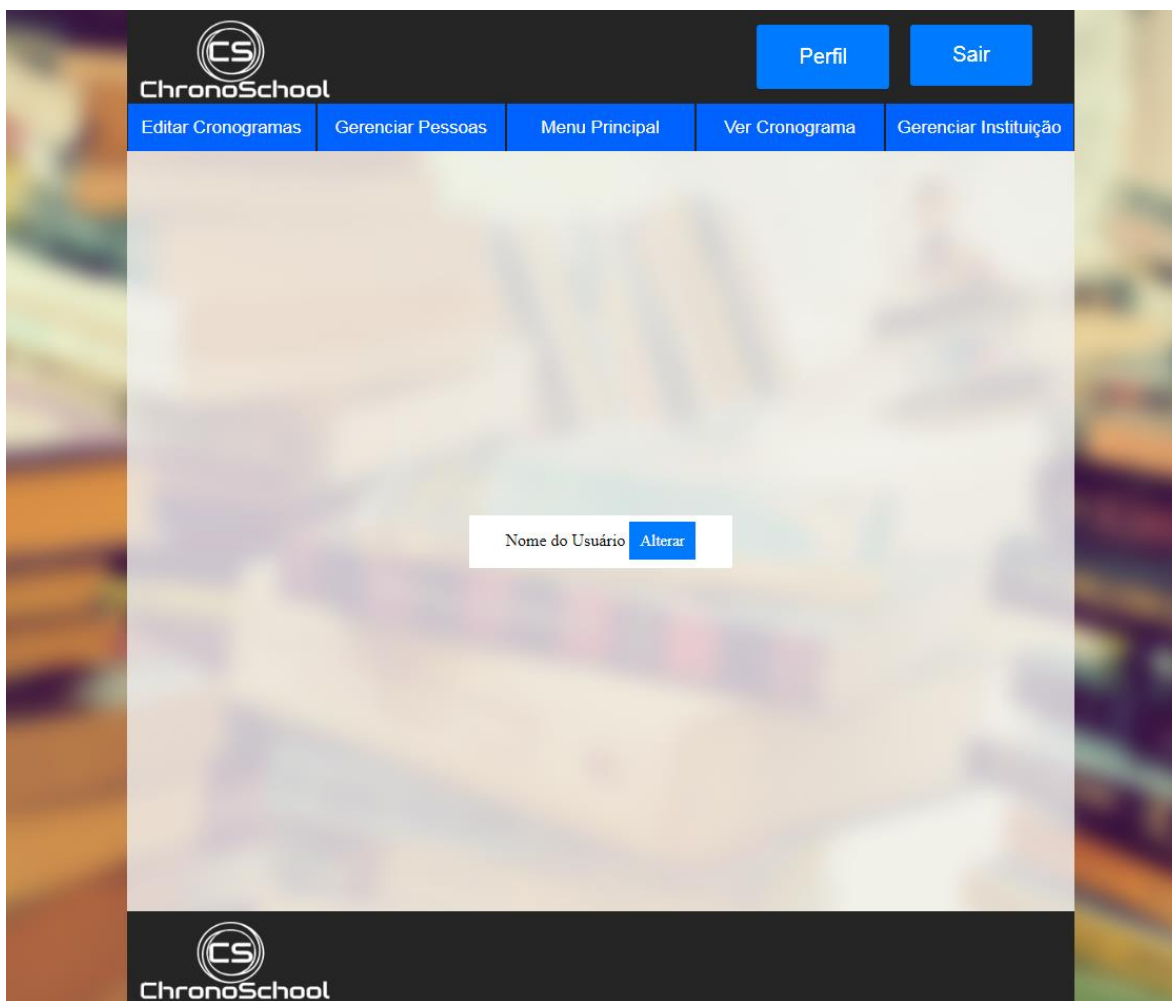 CS
ChronoSchool
Perfil
Sair
Editar Cronogramas
Gerenciar Pessoas
Menu Principal
Ver Cronograma
Gerenciar Instituição
Nome do Usuário Alterar
CS
ChronoSchool